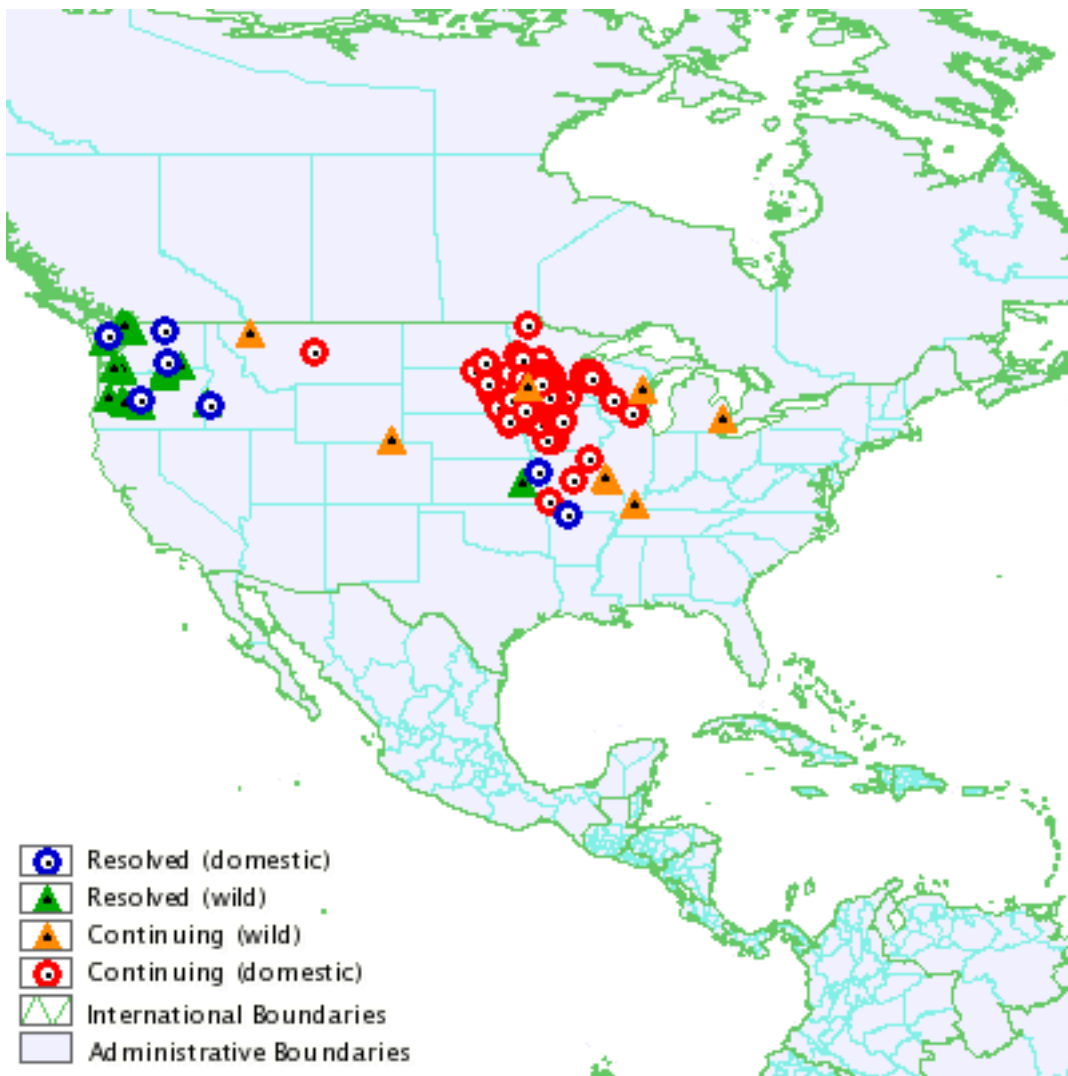 Resolved (domestic)
Resolved (wild)
Continuing (wild)
Continuing (domestic)
International Boundaries
Administrative Boundaries